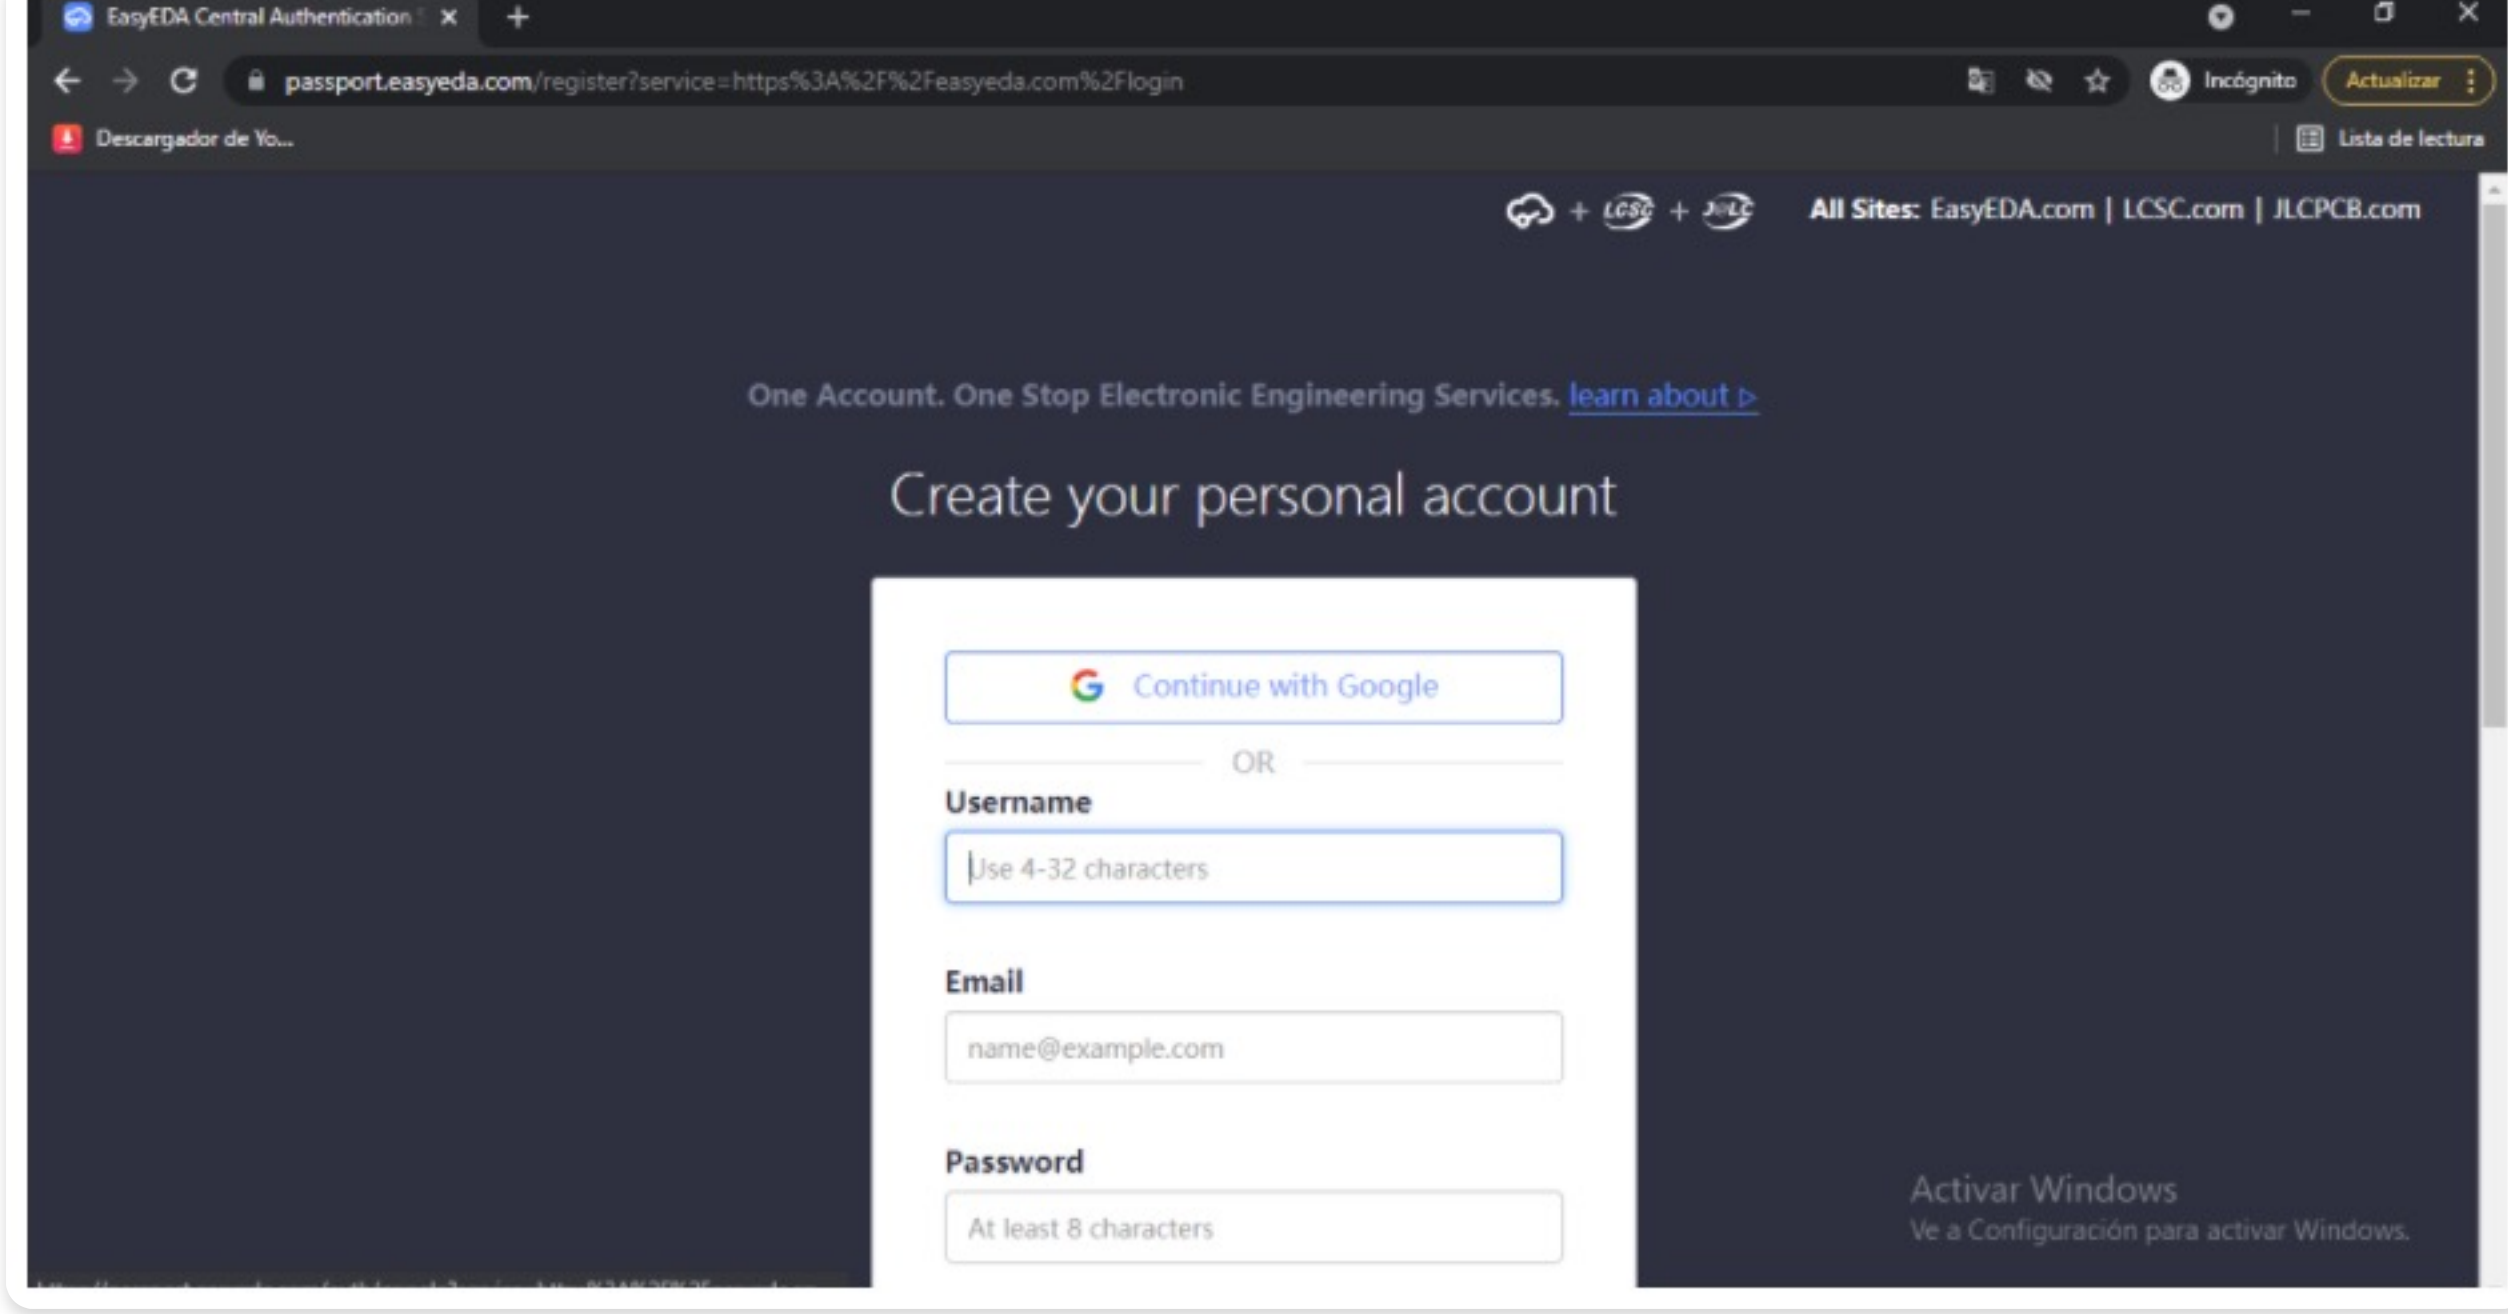 EasyEDA Central Authentication
passport.easyeda.com/register?service=https%3A%2F%2Feasyeda.com%2Flogin
Incógnito
Actualizar
Descargador de Yo...
Lista de lectura
+ LCSC + J@LC
All Sites: EasyEDA.com | LCSC.com | JLCPCB.com
One Account. One Stop Electronic Engineering Services. learn about ▷
Create your personal account
G Continue with Google
OR
Username
Use 4-32 characters
Email
name@example.com
Password
At least 8 characters
Activar Windows
Ve a Configuración para activar Windows.